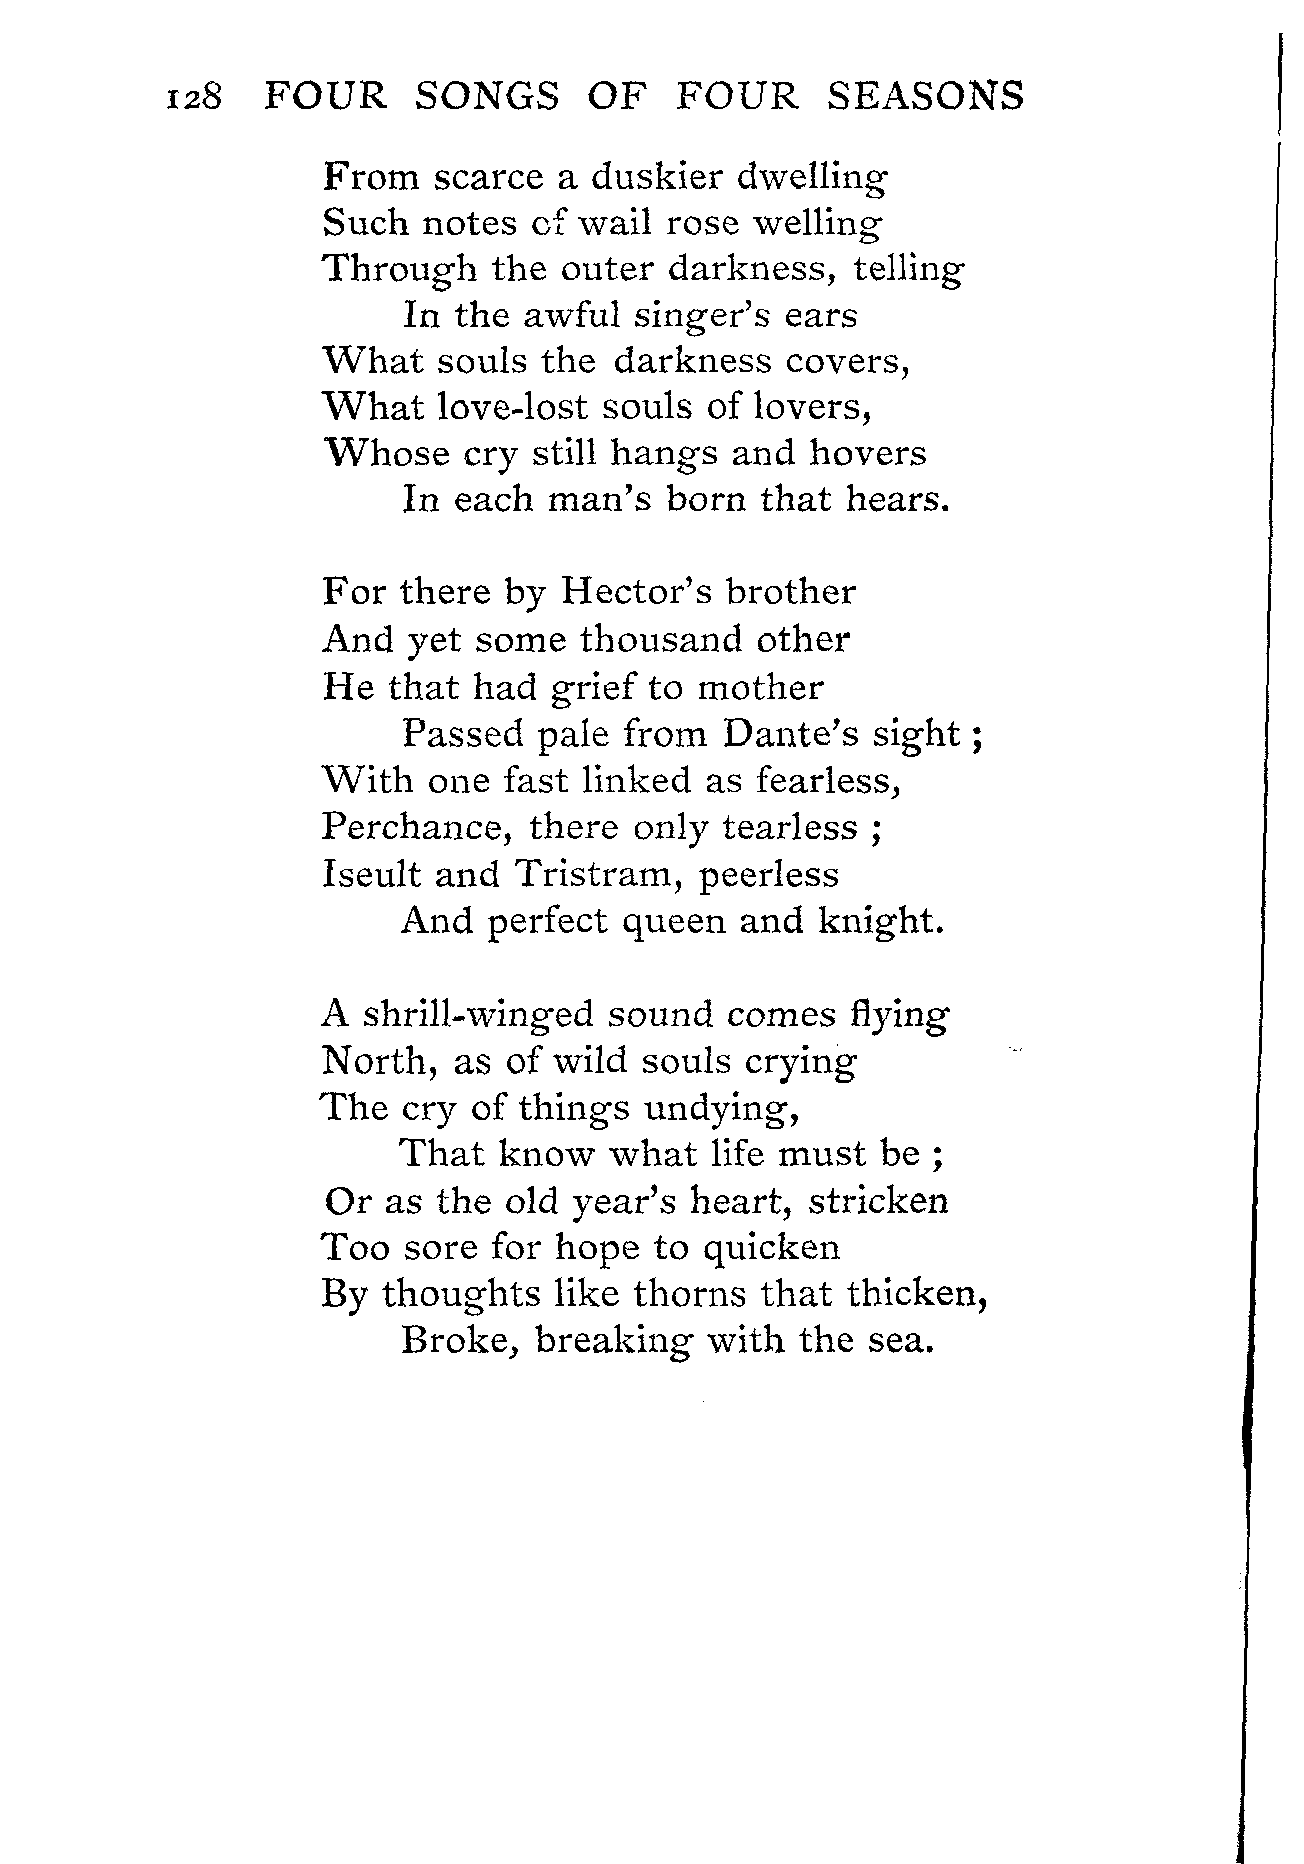 128 FOUR SONGS OF FOUR SEASONS
From scarce a duskier dwelling
Such notes of wail rose welling
Through the outer darkness, telling
In the awful singer's ears
What souls the darkness covers,
What love-lost souls of lovers,
Whose cry still hangs and hovers
In each man's born that hears.
For there by Hector's brother
And yet some thousand other
He that had grief to mother
Passed pale from Dante's sight ;
With one fast linked as fearless,
Perchance, there only tearless ;
Iseult and Tristram, peerless
And perfect queen and knight.
A shrill-winged sound comes flying
North, as of wild souls crying
The cry of things undying,
That know what life must be ;
Or as the old year's heart, stricken
Too sore for hope to quicken
By thoughts like thorns that thicken,
Broke, breaking with the sea.